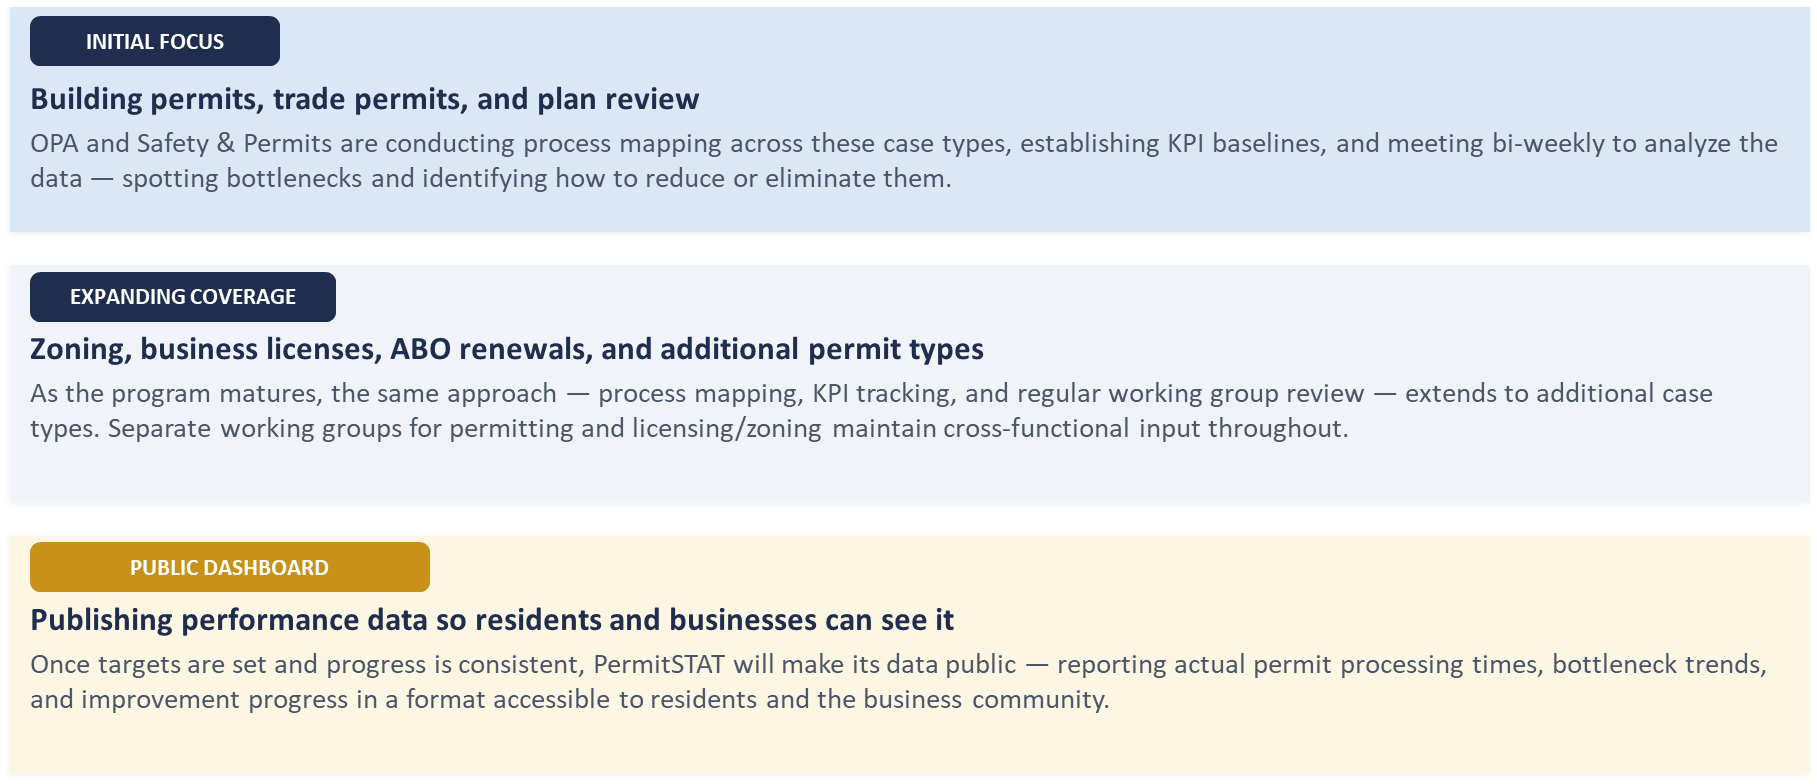 INITIAL FOCUS
Building permits, trade permits, and plan review
OPA and Safety & Permits are conducting process mapping across these case types, establishing KPI baselines, and meeting bi-weekly to analyze the
data — spotting bottlenecks and identifying how to reduce or eliminate them.
EXPANDING COVERAGE
Zoning, business licenses, ABO renewals, and additional permit types
As the program matures, the same approach — process mapping, KPI tracking, and regular working group review — extends to additional case
types. Separate working groups for permitting and licensing/zoning maintain cross-functional input throughout.
PUBLIC DASHBOARD
Publishing performance data so residents and businesses can see it
Once targets are set and progress is consistent, PermitSTAT will make its data public — reporting actual permit processing times, bottleneck trends,
and improvement progress in a format accessible to residents and the business community.